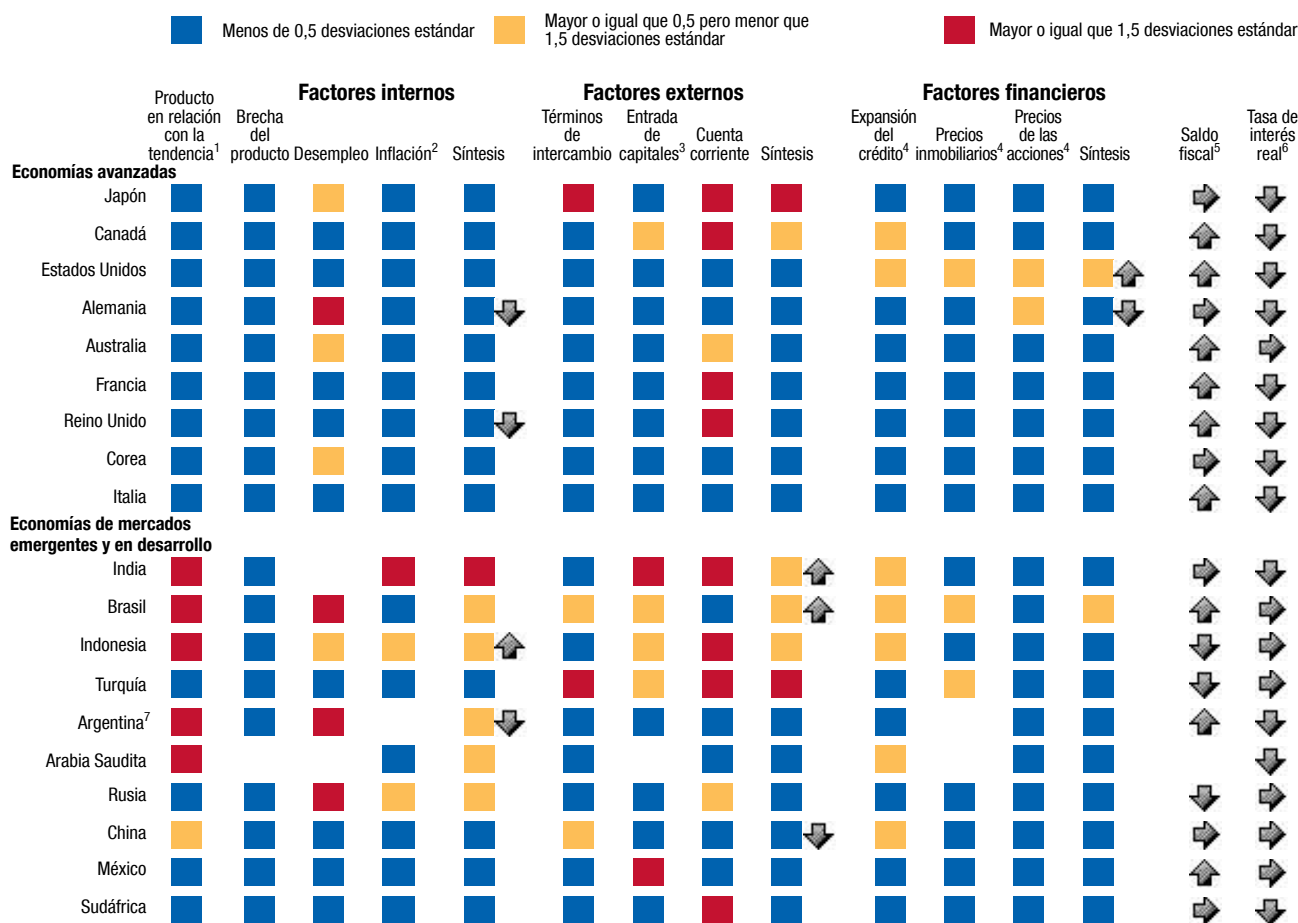 Menos de 0,5 desviaciones estándar
Mayor o igual que 0,5 pero menor que
1,5 desviaciones estándar
Mayor o igual que 1,5 desviaciones estándar
Factores internos
Factores externos
Factores financieros
Producto
en relación
con la
tendencia1
Brecha
del
producto
Desempleo
Inflación2
Síntesis
Términos
de
intercambio
Entrada
de
capitales3
Cuenta
corriente
Síntesis
Expansión
del
crédito4
Precios
inmobiliarios4
Precios
de las
acciones4
Síntesis
Saldo
fiscal5
Tasa de
interés
real6
Economías avanzadas
Japón
Canadá
Estados Unidos
Alemania
Australia
Francia
Reino Unido
Corea
Italia
Economías de mercados
emergentes y en desarrollo
India
Brasil
Indonesia
Turquía
Argentina7
Arabia Saudita
Rusia
China
México
Sudáfrica